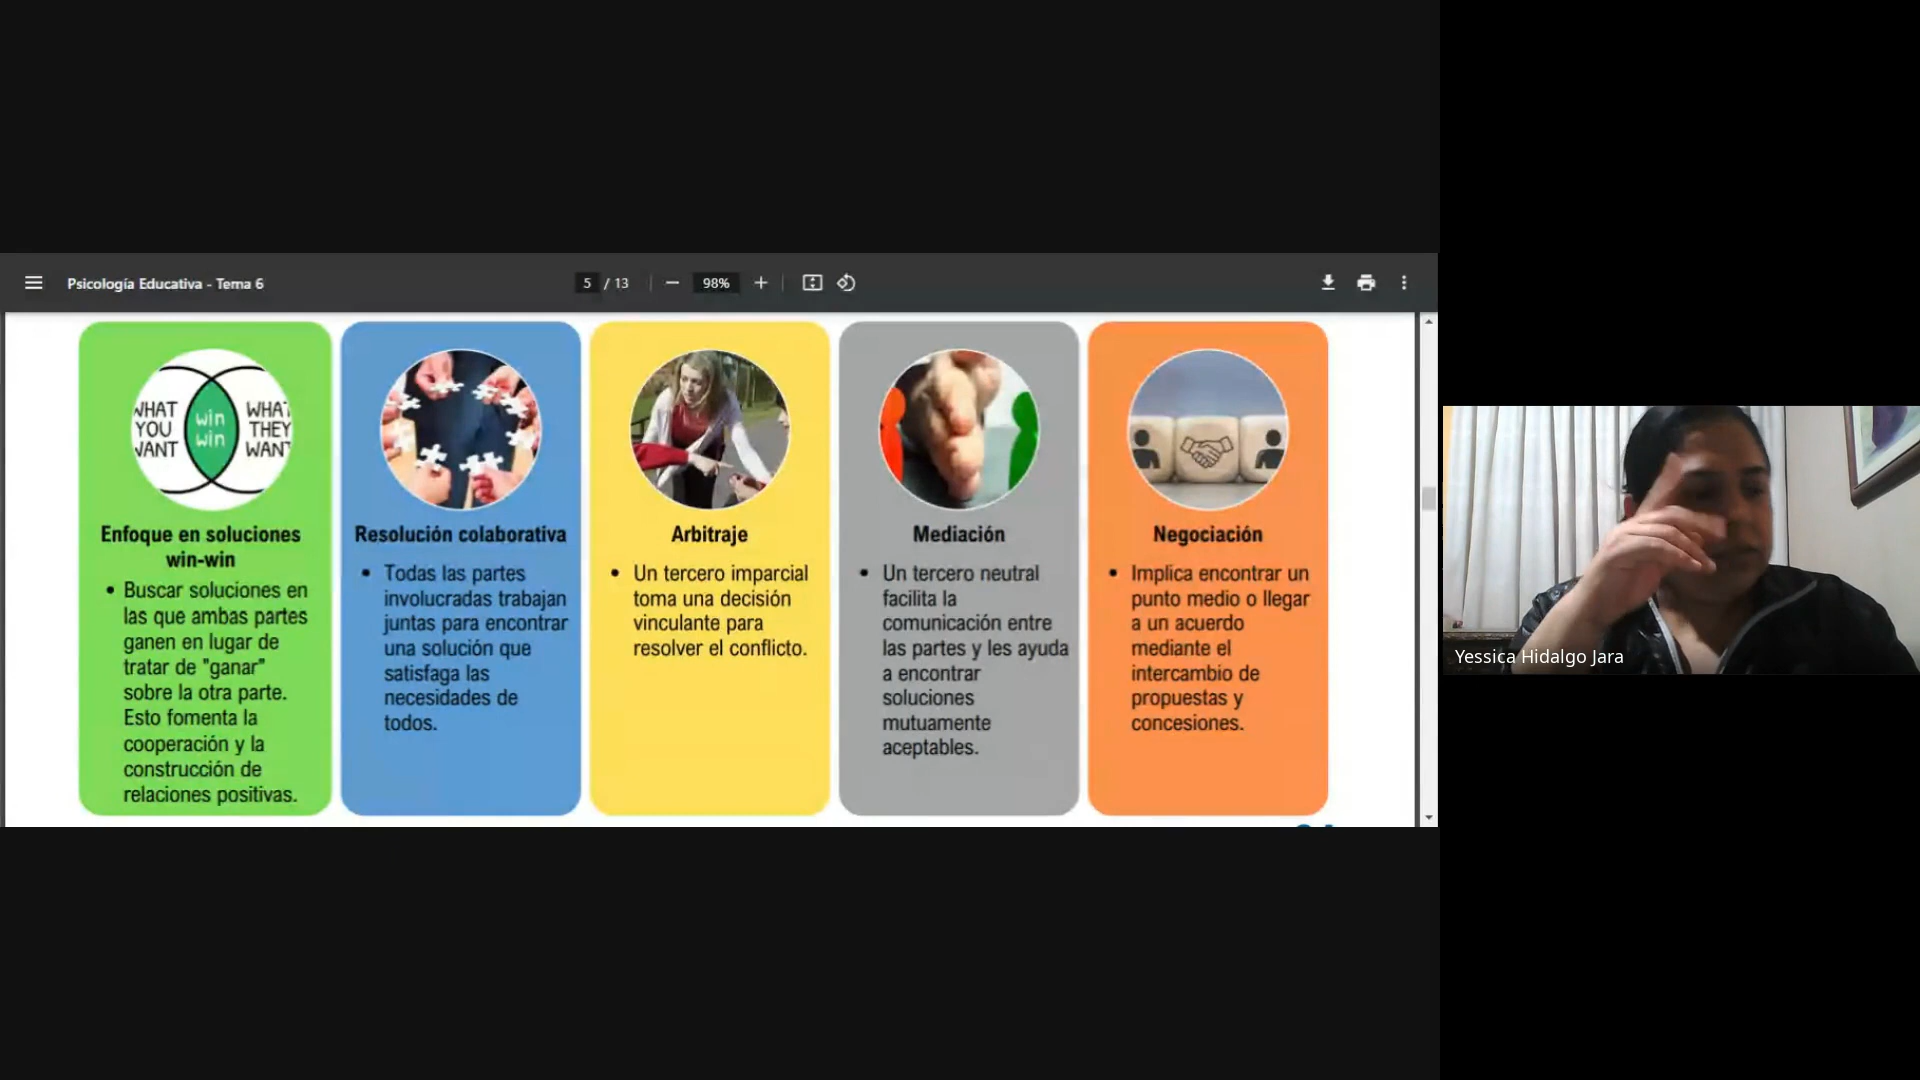 Psicología Educativa - Tema 6
5 / 13
98%
WHAT
YOU
WANT
win
win
WHAT
THEY
WANT
Enfoque en soluciones
win-win
• Buscar soluciones en
las que ambas partes
ganen en lugar de
tratar de "ganar"
sobre la otra parte.
Esto fomenta la
cooperación y la
construcción de
relaciones positivas.
Resolución colaborativa
• Todas las partes
involucradas trabajan
juntas para encontrar
una solución que
satisfaga las
necesidades de
todos.
Arbitraje
• Un tercero imparcial
toma una decisión
vinculante para
resolver el conflicto.
Mediación
• Un tercero neutral
facilita la
comunicación entre
las partes y les ayuda
a encontrar
soluciones
mutuamente
aceptables.
Negociación
• Implica encontrar un
punto medio o llegar
a un acuerdo
mediante el
intercambio de
propuestas y
concesiones.
Yessica Hidalgo Jara